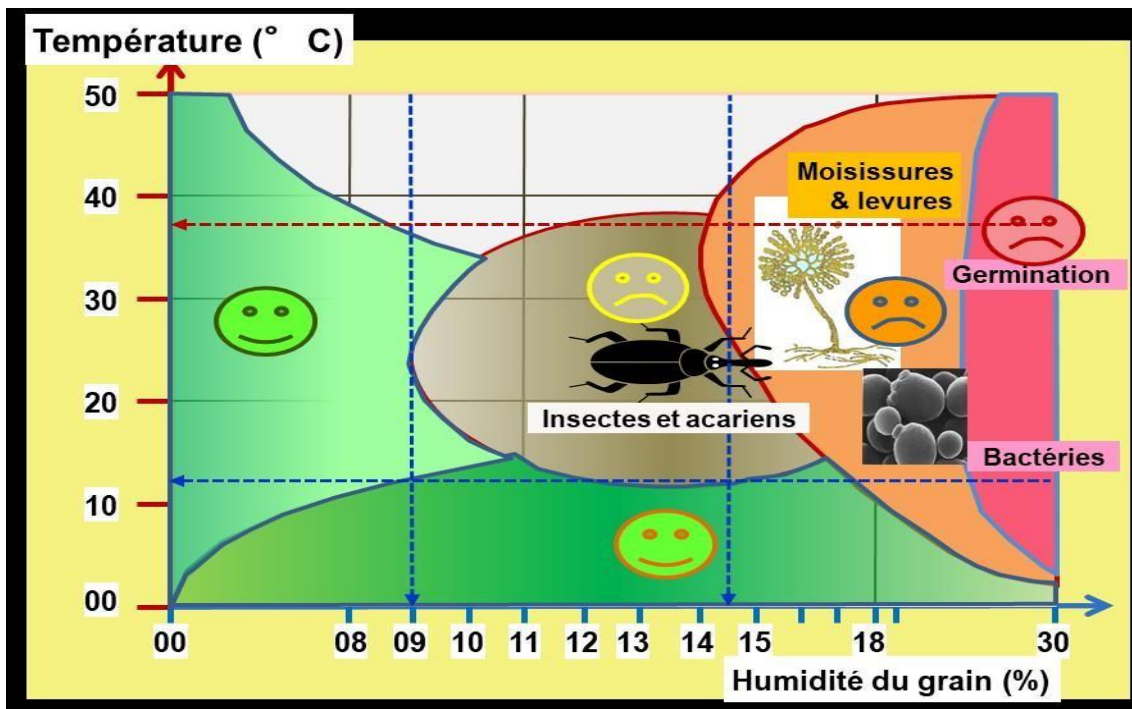 Température (° C)
50
40
30
20
10
00
Moisissures
& levures
Germination
Insectes et acariens
Bactéries
00 08 09 10 11 12 13 14 15 18 30
Humidité du grain (%)